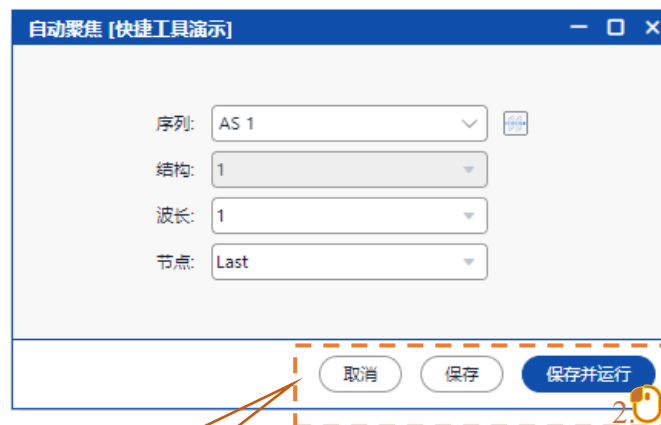 自动聚焦 [快捷工具演示]
序列: AS 1
结构: 1
波长: 1
节点: Last
取消 保存 保存并运行
2.